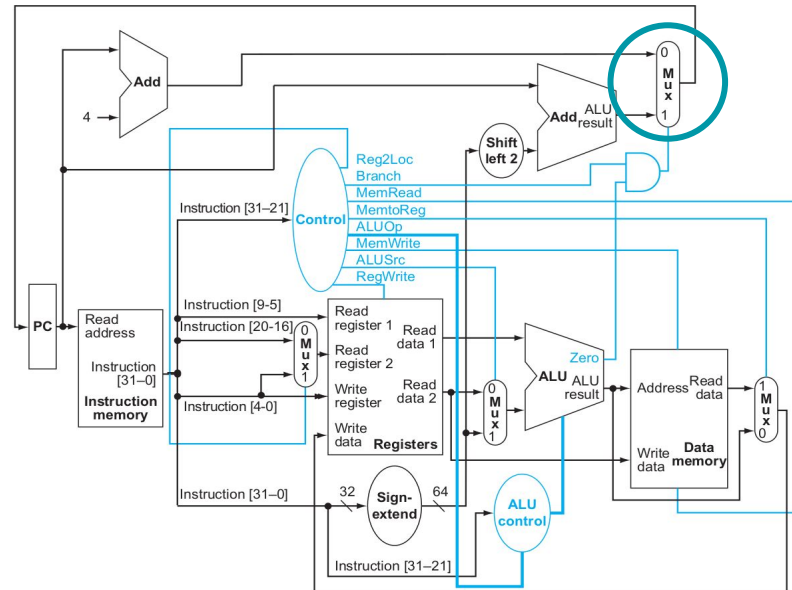 Add
4
0
Mux
1
Add
ALU
result
Shift
left 2
Reg2Loc
Branch
MemRead
MemtoReg
ALUOp
MemWrite
ALUSrc
RegWrite
Control
Instruction [31–21]
PC
Read
address
Instruction
[31–0]
Instruction
memory
Instruction [9-5]
Instruction [20-16]
Instruction [4-0]
0
Mux
1
Read
register 1
Read
register 2
Write
register
Write
data
Read
data 1
Read
data 2
Registers
0
Mux
1
Zero
ALU
ALU
result
Address
Read
data
Write
data
Data
memory
1
Mux
0
Instruction [31–0]
32
Sign-
extend
64
ALU
control
Instruction [31–21]